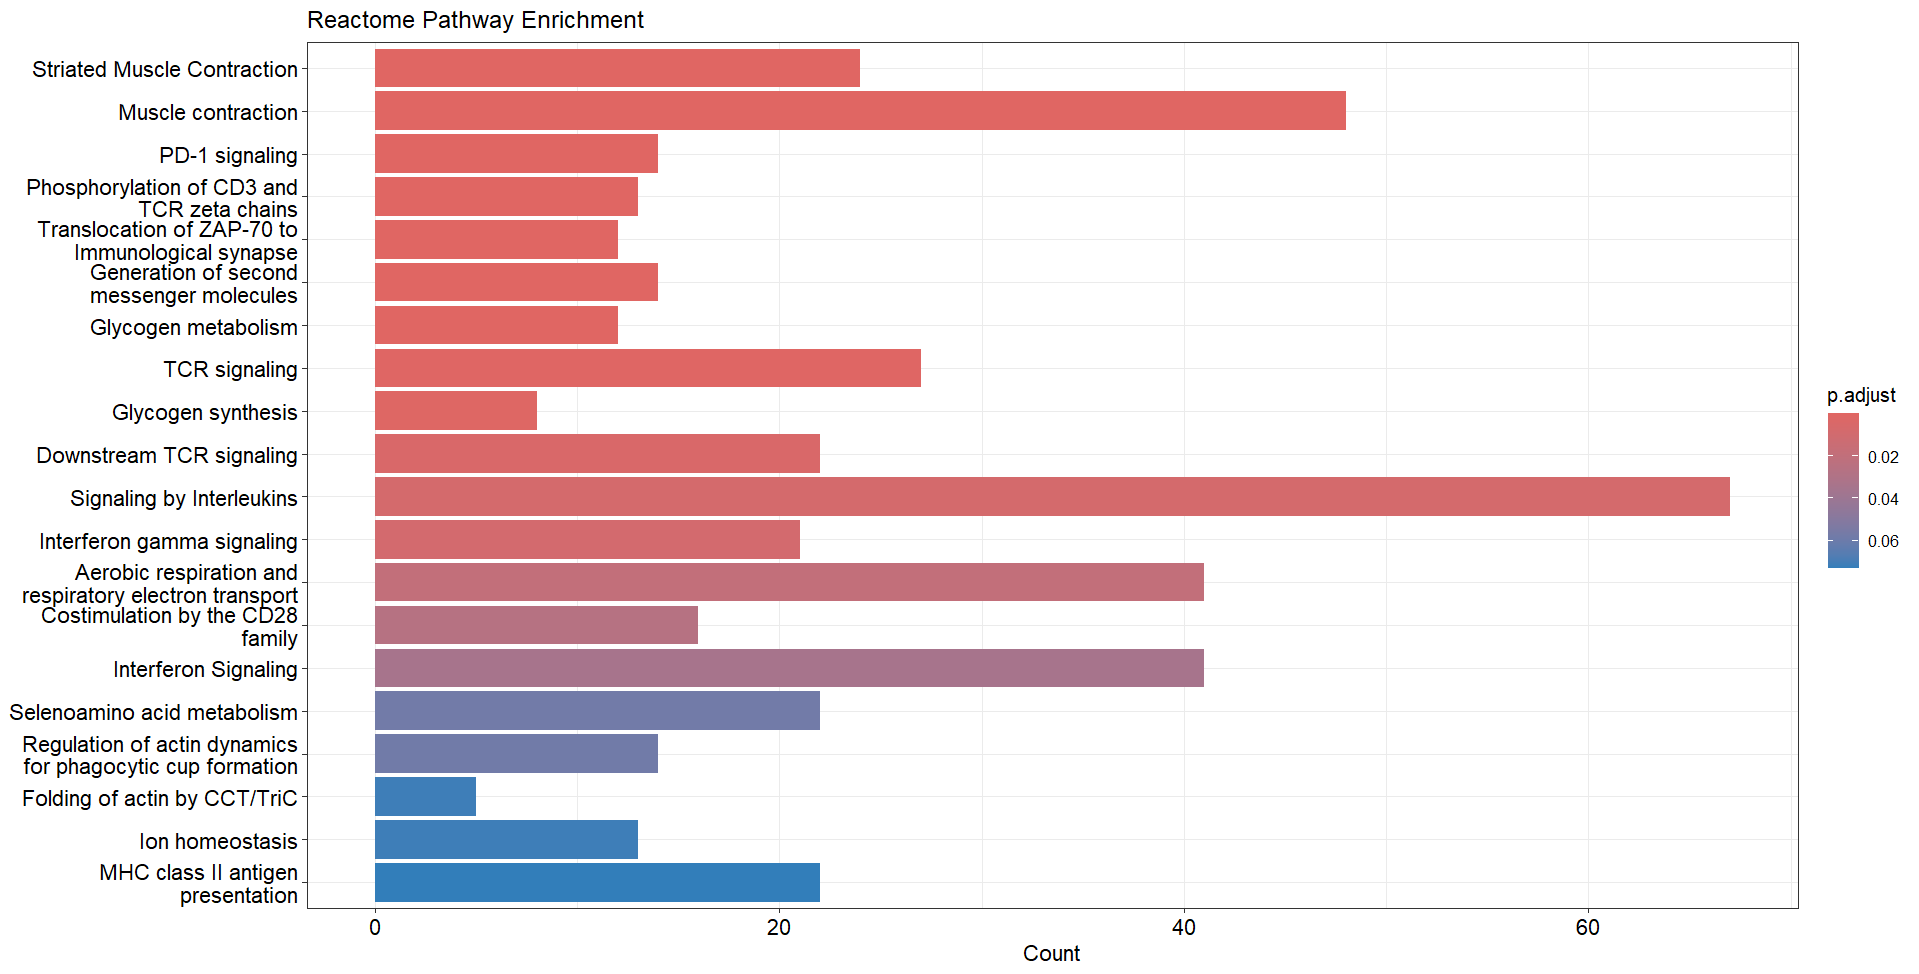 Reactome Pathway Enrichment
Striated Muscle Contraction
Muscle contraction
PD-1 signaling
Phosphorylation of CD3 and
TCR zeta chains
Translocation of ZAP-70 to
Immunological synapse
Generation of second
messenger molecules
Glycogen metabolism
TCR signaling
Glycogen synthesis
Downstream TCR signaling
Signaling by Interleukins
Interferon gamma signaling
Aerobic respiration and
respiratory electron transport
Costimulation by the CD28
family
Interferon Signaling
Selenoamino acid metabolism
Regulation of actin dynamics
for phagocytic cup formation
Folding of actin by CCT/TriC
Ion homeostasis
MHC class II antigen
presentation
0 20 40 60
Count
p.adjust
0.02
0.04
0.06